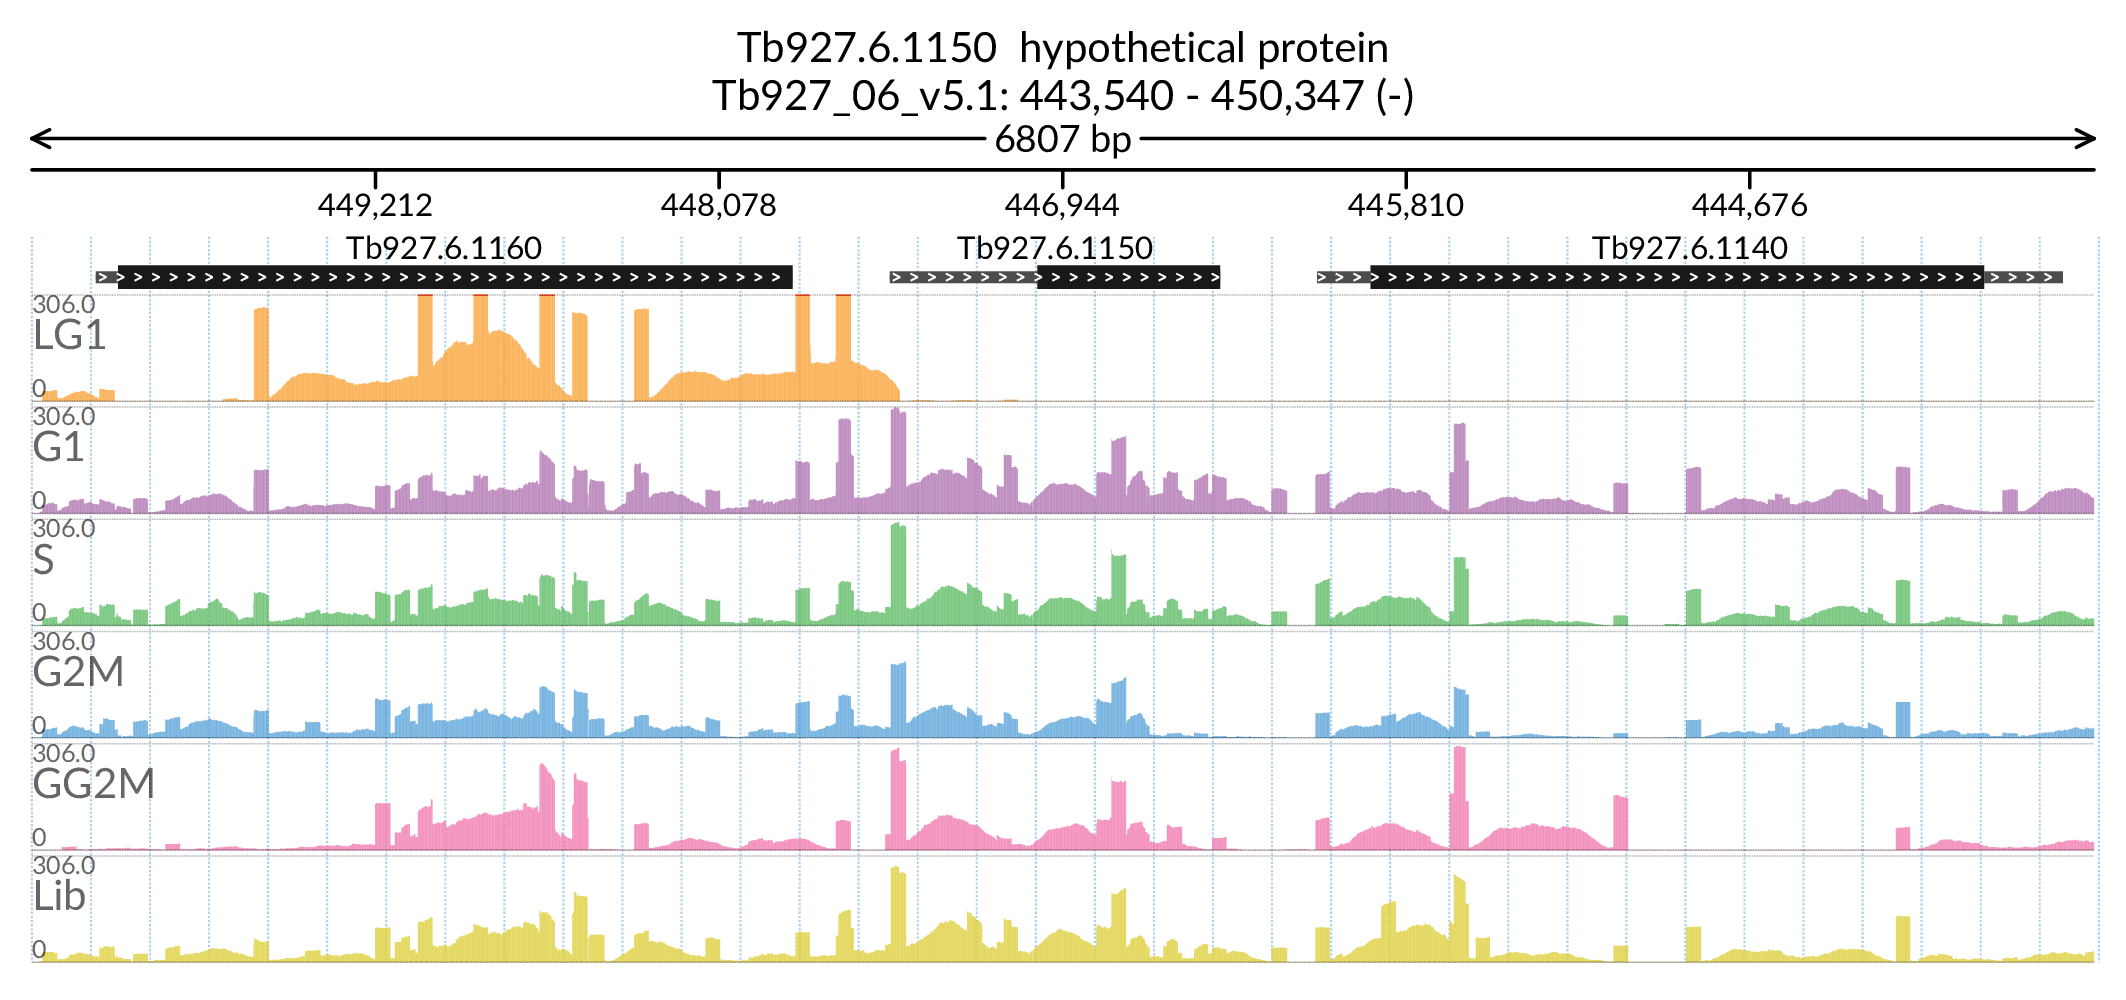 Tb927.6.1150  hypothetical protein
Tb927_06_v5.1: 443,540 - 450,347 (-)
6807 bp
449,212 448,078 446,944 445,810 444,676
Tb927.6.1160 Tb927.6.1150 Tb927.6.1140
306.0
LG1
0
306.0
G1
0
306.0
S
0
306.0
G2M
0
306.0
GG2M
0
306.0
Lib
0